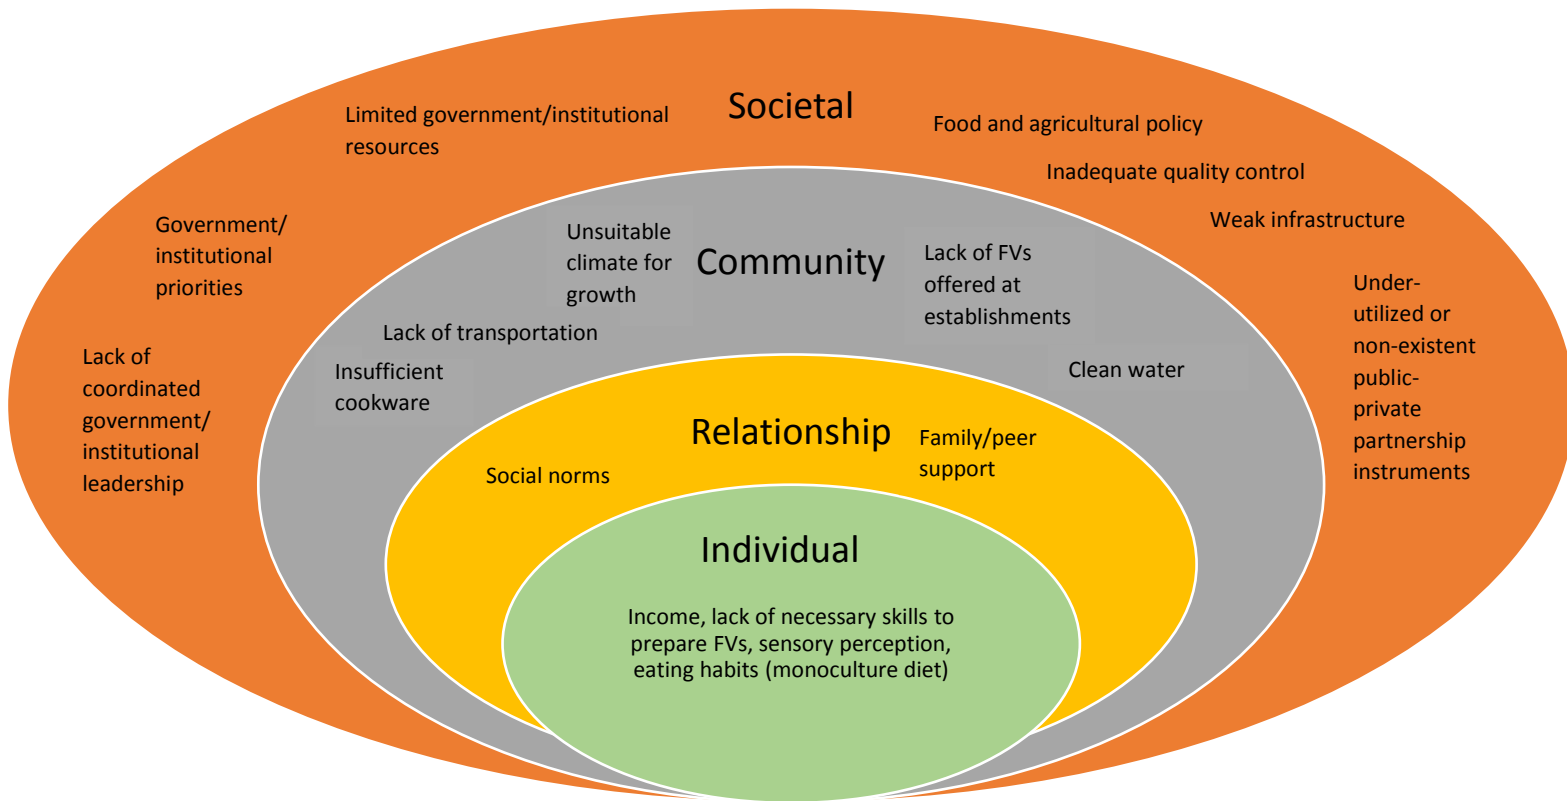 Societal
Limited government/institutional
resources
Food and agricultural policy
Inadequate quality control
Weak infrastructure
Government/
institutional
priorities
Lack of
coordinated
government/
institutional
leadership
Under-
utilized or
non-existent
public-
private
partnership
instruments
Community
Unsuitable
climate for
growth
Lack of FVs
offered at
establishments
Lack of transportation
Insufficient
cookware
Clean water
Relationship
Family/peer
support
Social norms
Individual
Income, lack of necessary skills to
prepare FVs, sensory perception,
eating habits (monoculture diet)